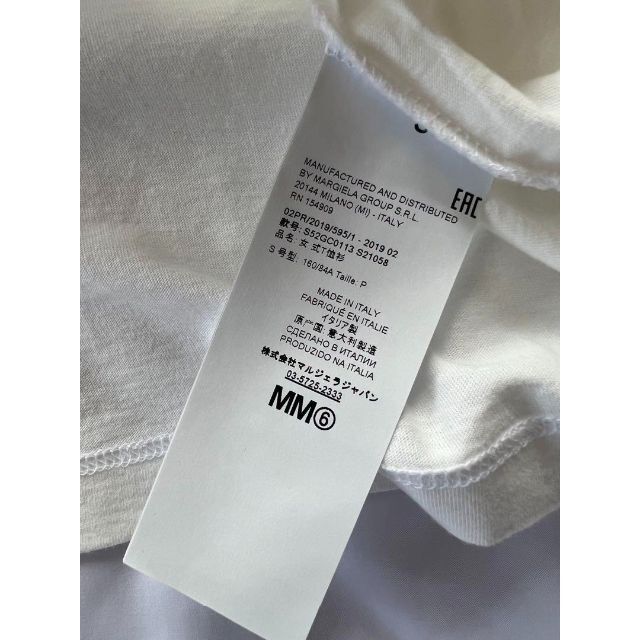 S
MANUFACTURED AND DISTRIBUTED
BY MARGIELA GROUP S.R.L.
20144 MILANO (MI) - ITALY
RN 154909
EAC
02PR/2019/595/1 - 2019 02
款号: S52GC0113 S21058
品名: 女式T恤衫
S 号型: 160/84A Taille: P
MADE IN ITALY
FABRIQUÉ EN ITALIE
イタリア製
原产国: 意大利製造
СДЕЛАНО В ИТАЛИИ
PRODUZIDO NA ITALIA
株式会社マルジェラジャパン
03-5725-2333
MM⑥